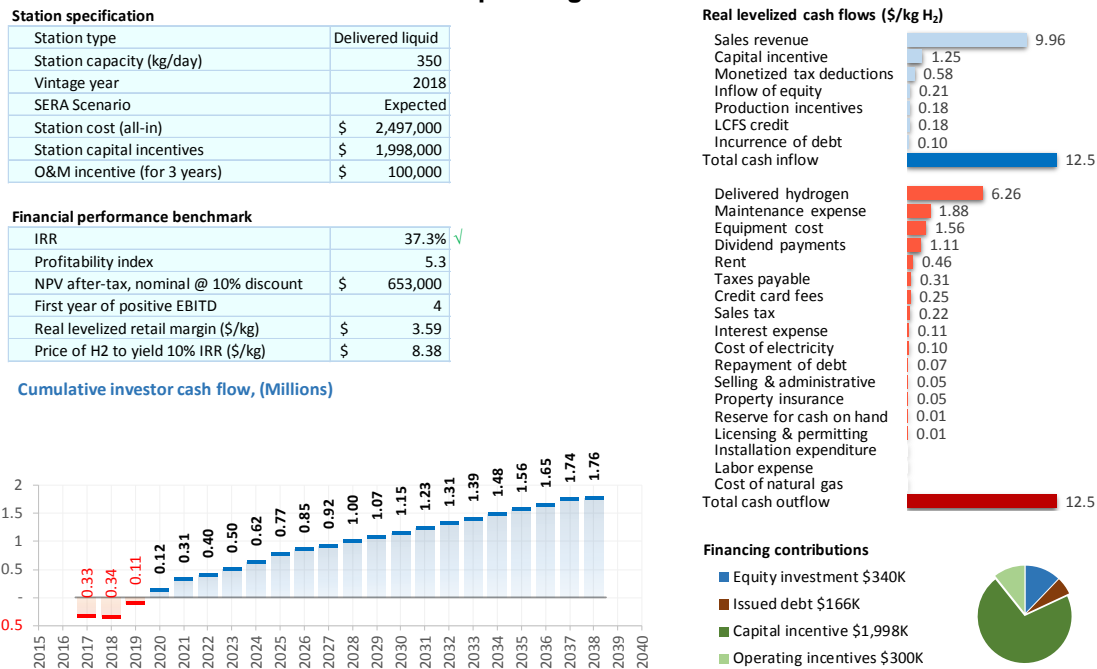 Station specification
Station type Delivered liquid
Station capacity (kg/day) 350
Vintage year 2018
SERA Scenario Expected
Station cost (all-in) $ 2,497,000
Station capital incentives $ 1,998,000
O&M incentive (for 3 years) $ 100,000
Financial performance benchmark
IRR 37.3% √
Profitability index 5.3
NPV after-tax, nominal @ 10% discount $ 653,000
First year of positive EBITD 4
Real levelized retail margin ($/kg) $ 3.59
Price of H2 to yield 10% IRR ($/kg) $ 8.38
Cumulative investor cash flow, (Millions)
2
1.5
1
0.5
-
0.5
0.33 0.34 0.11 0.12 0.31 0.40 0.50 0.62 0.77 0.85 0.92 1.00 1.07 1.15 1.23 1.31 1.39 1.48 1.56 1.65 1.74 1.76
2015 2016 2017 2018 2019 2020 2021 2022 2023 2024 2025 2026 2027 2028 2029 2030 2031 2032 2033 2034 2035 2036 2037 2038 2039 2040
Real levelized cash flows ($/kg H₂)
Sales revenue 9.96
Capital incentive 1.25
Monetized tax deductions 0.58
Inflow of equity 0.21
Production incentives 0.18
LCFS credit 0.18
Incurrence of debt 0.10
Total cash inflow 12.5
Delivered hydrogen 6.26
Maintenance expense 1.88
Equipment cost 1.56
Dividend payments 1.11
Rent 0.46
Taxes payable 0.31
Credit card fees 0.25
Sales tax 0.22
Interest expense 0.11
Cost of electricity 0.10
Repayment of debt 0.07
Selling & administrative 0.05
Property insurance 0.05
Reserve for cash on hand 0.01
Licensing & permitting 0.01
Installation expenditure
Labor expense
Cost of natural gas
Total cash outflow 12.5
Financing contributions
Equity investment $340K
Issued debt $166K
Capital incentive $1,998K
Operating incentives $300K